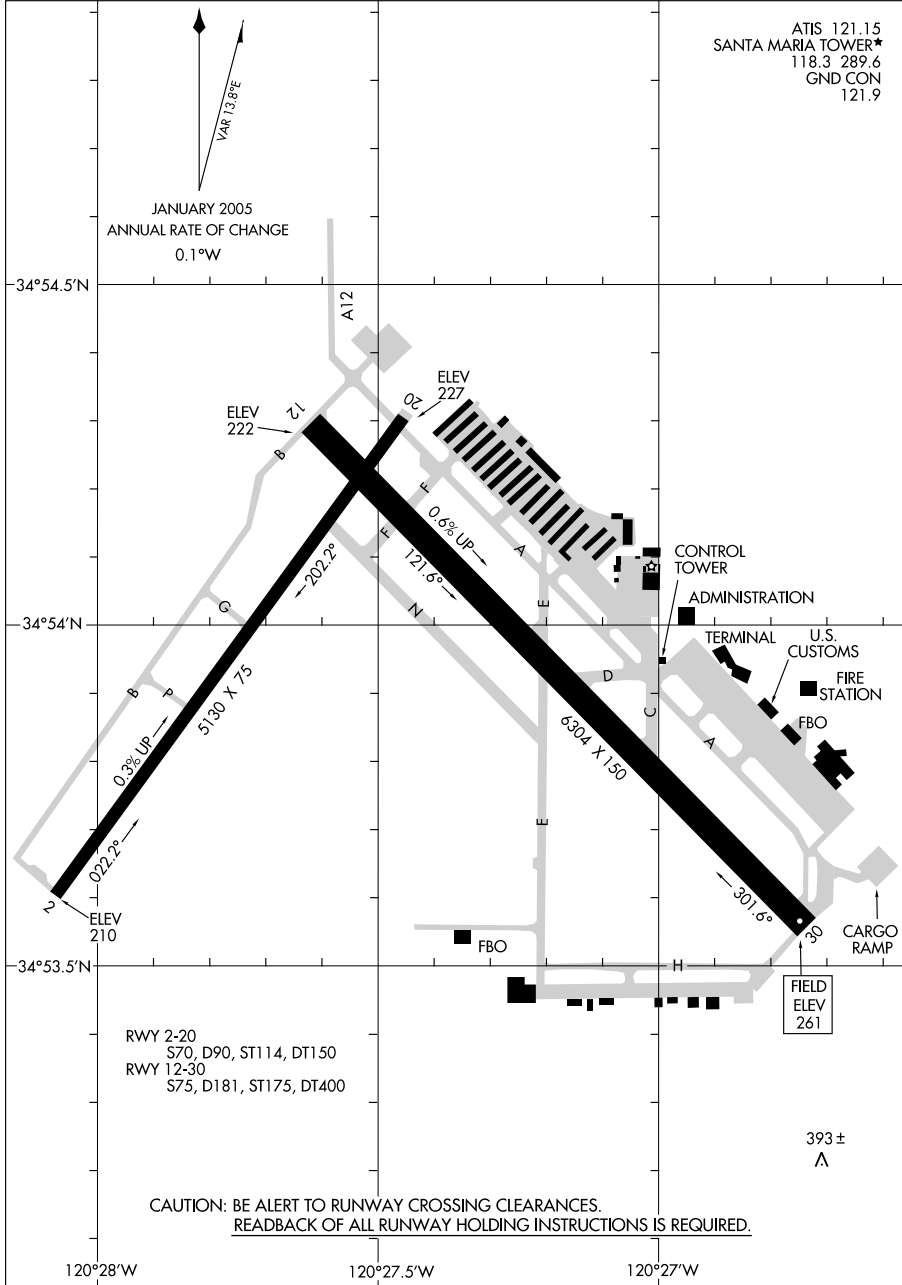 ATIS 121.15
SANTA MARIA TOWER★
118.3 289.6
GND CON
121.9
VAR 13.8°E
JANUARY 2005
ANNUAL RATE OF CHANGE
0.1°W
34°54.5'N
A12
ELEV
227
20
12
ELEV
222
B
F
F
0.6% UP
A
121.6°
202.2°
CONTROL
TOWER
ADMINISTRATION
E
N
G
34°54'N
TERMINAL
U.S.
CUSTOMS
D
FIRE
STATION
B
P
C
FBO
5130 X 75
6304 X 150
A
0.3% UP
E
022.2°
301.6°
2
ELEV
210
30
CARGO
RAMP
FBO
34°53.5'N
H
FIELD
ELEV
261
RWY 2-20
S70, D90, ST114, DT150
RWY 12-30
S75, D181, ST175, DT400
393 ±
CAUTION: BE ALERT TO RUNWAY CROSSING CLEARANCES.
READBACK OF ALL RUNWAY HOLDING INSTRUCTIONS IS REQUIRED.
120°28'W
120°27.5'W
120°27'W